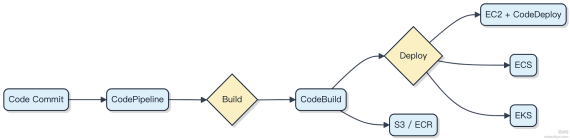 Code Commit
CodePipeline
Build
CodeBuild
Deploy
S3 / ECR
EC2 + CodeDeploy
ECS
EKS